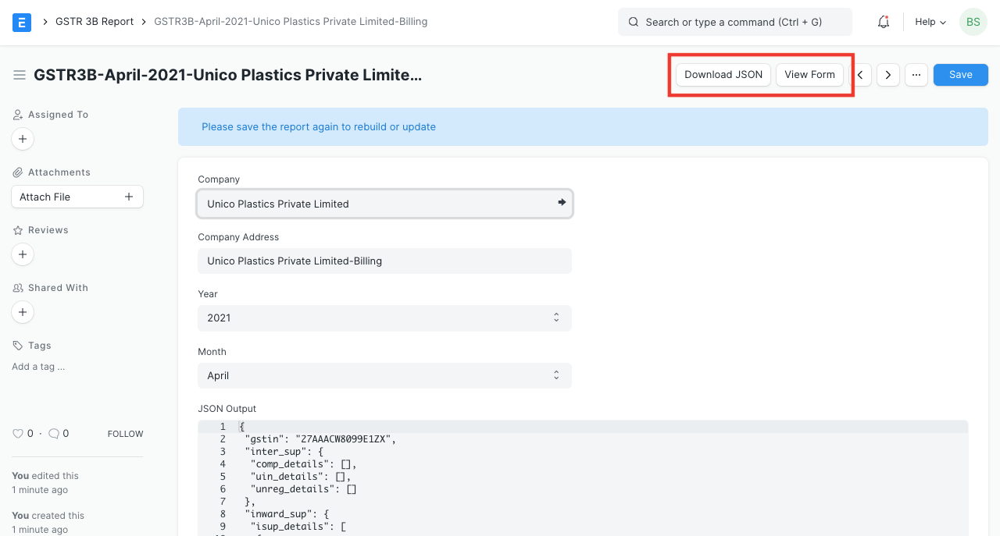 E
GSTR 3B Report
GSTR3B-April-2021-Unico Plastics Private Limited-Billing
Search or type a command (Ctrl + G)
Help
BS
GSTR3B-April-2021-Unico Plastics Private Limite...
Download JSON
View Form
Save
Assigned To
Attachments
Attach File
Reviews
Shared With
Tags
Add a tag ...
0 · 0
FOLLOW
You edited this
1 minute ago
You created this
1 minute ago
Please save the report again to rebuild or update
Company
Unico Plastics Private Limited
Company Address
Unico Plastics Private Limited-Billing
Year
2021
Month
April
JSON Output
1 {
2 "gstin": "27AAACW8099E1ZX",
3 "inter_sup": {
4 "comp_details": [],
5 "uin_details": [],
6 "unreg_details": []
7 },
8 "inward_sup": {
9 "isup_details": [